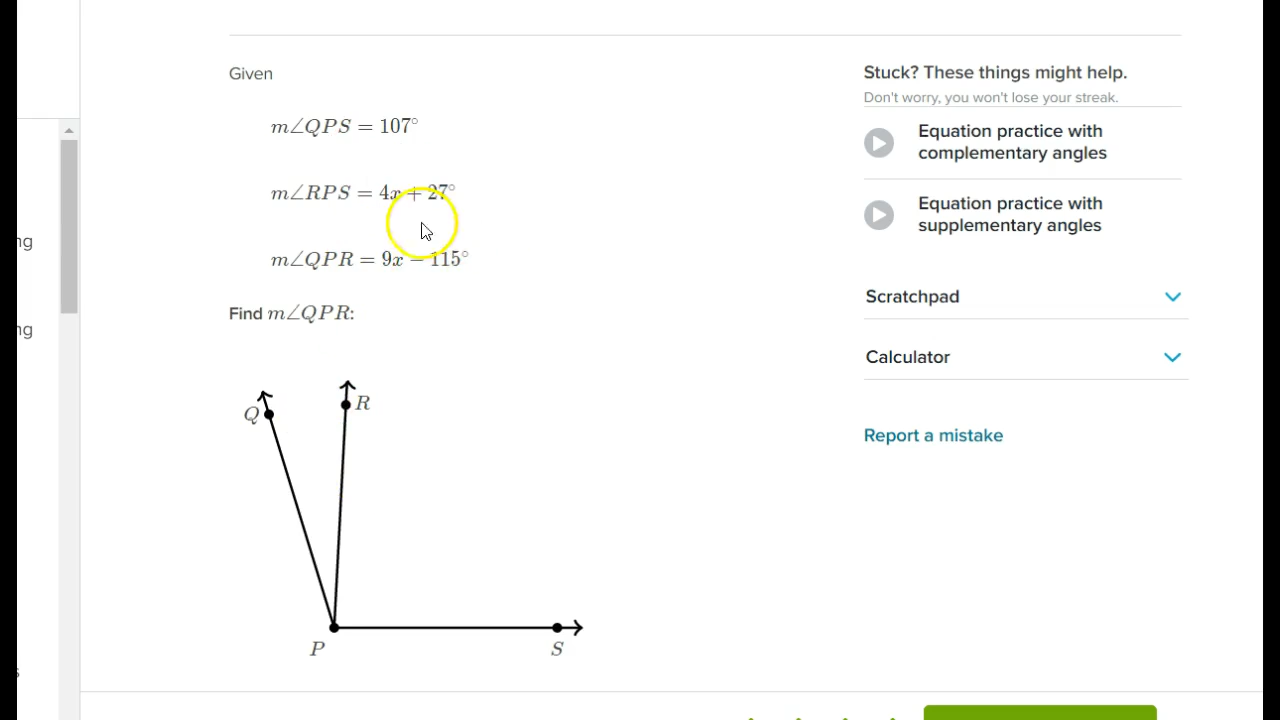 Given
m∠QPS = 107°
m∠RPS = 4x + 27°
m∠QPR = 9x − 115°
Find m∠QPR:
Q
R
P
S
Stuck? These things might help.
Don't worry, you won't lose your streak.
Equation practice with
complementary angles
Equation practice with
supplementary angles
Scratchpad
Calculator
Report a mistake
ng
ng
s